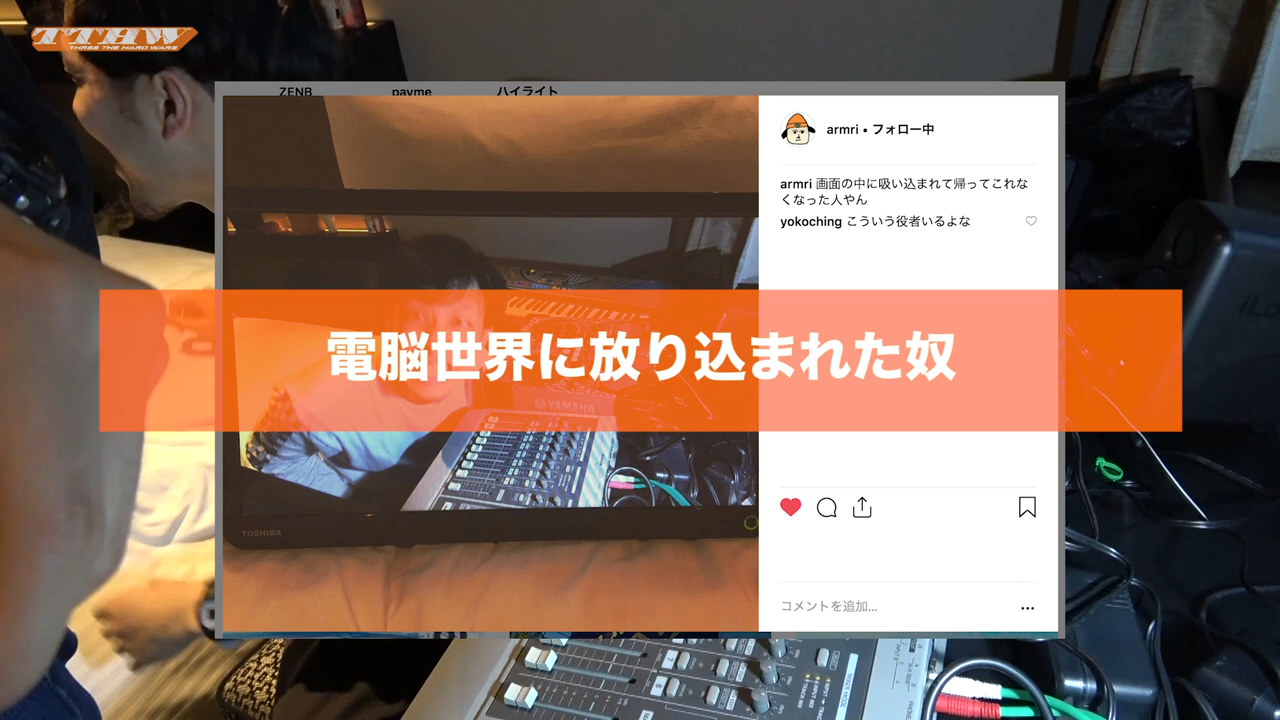 TTHW
THREE THE HARD WARE
ZENB payme ハイライト
armri • フォロー中
armri 画面の中に吸い込まれて帰ってこれな
くなった人やん
yokoching こういう役者いるよな
電脳世界に放り込まれた奴
YAMAHA
TOSHIBA
コメントを追加...